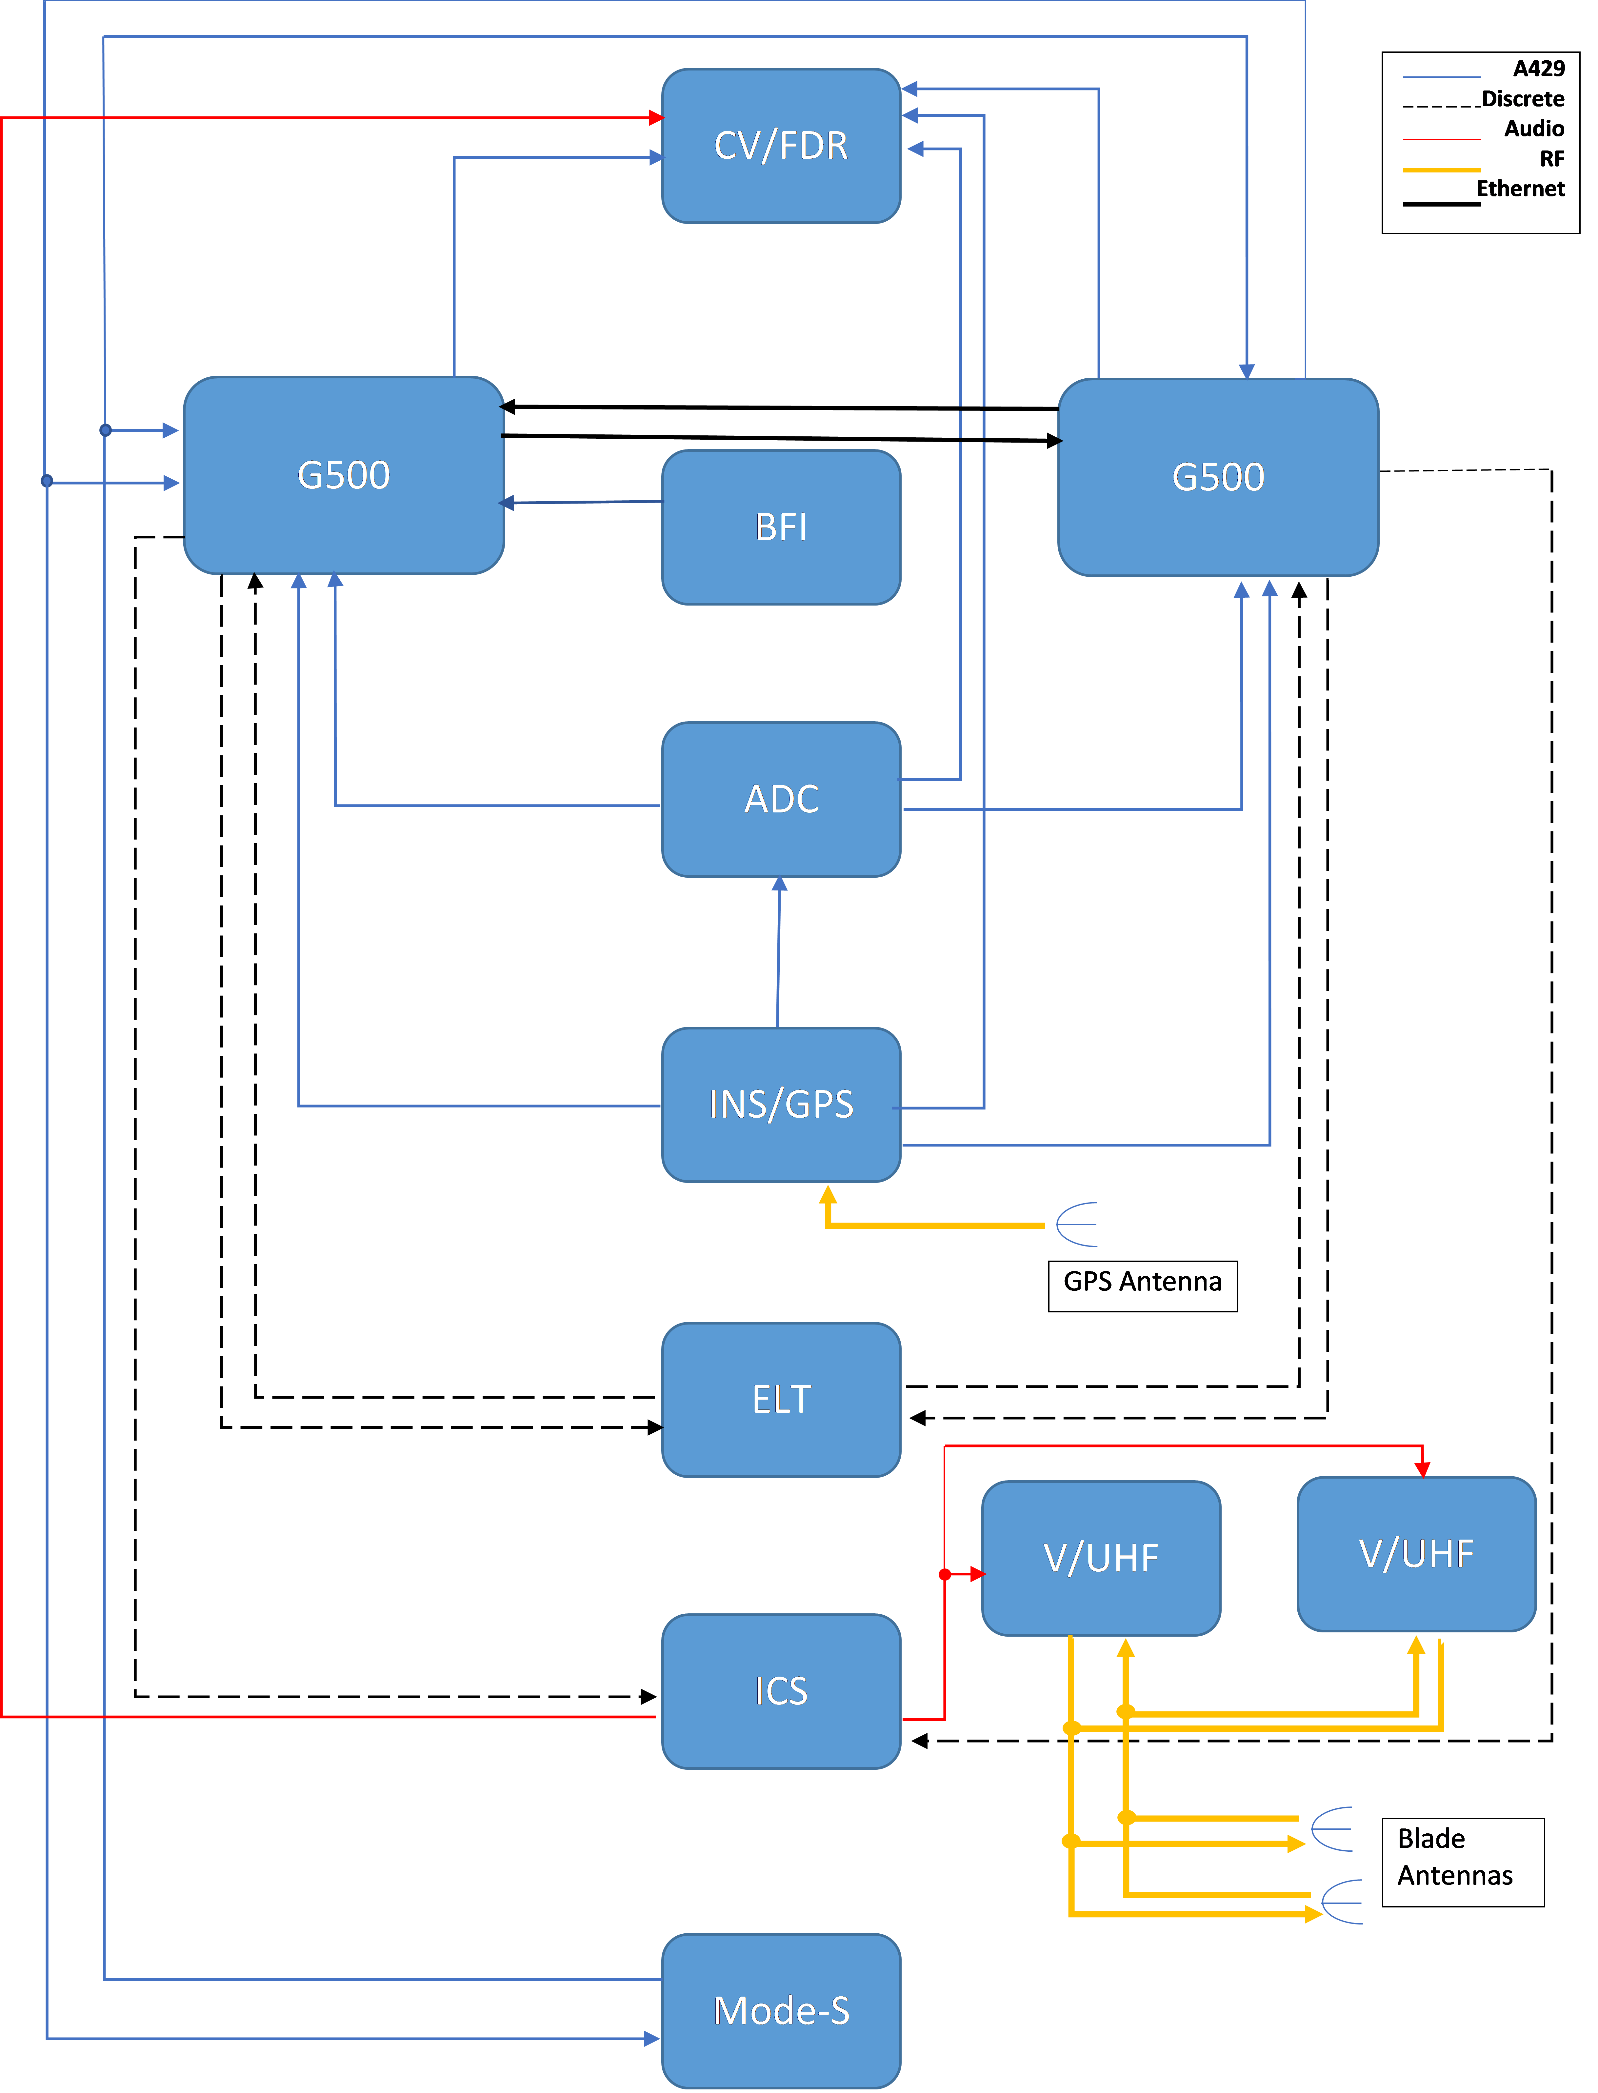 A429
Discrete
Audio
RF
Ethernet
CV/FDR
G500
G500
BFI
ADC
INS/GPS
GPS Antenna
ELT
V/UHF
V/UHF
ICS
Blade
Antennas
Mode-S